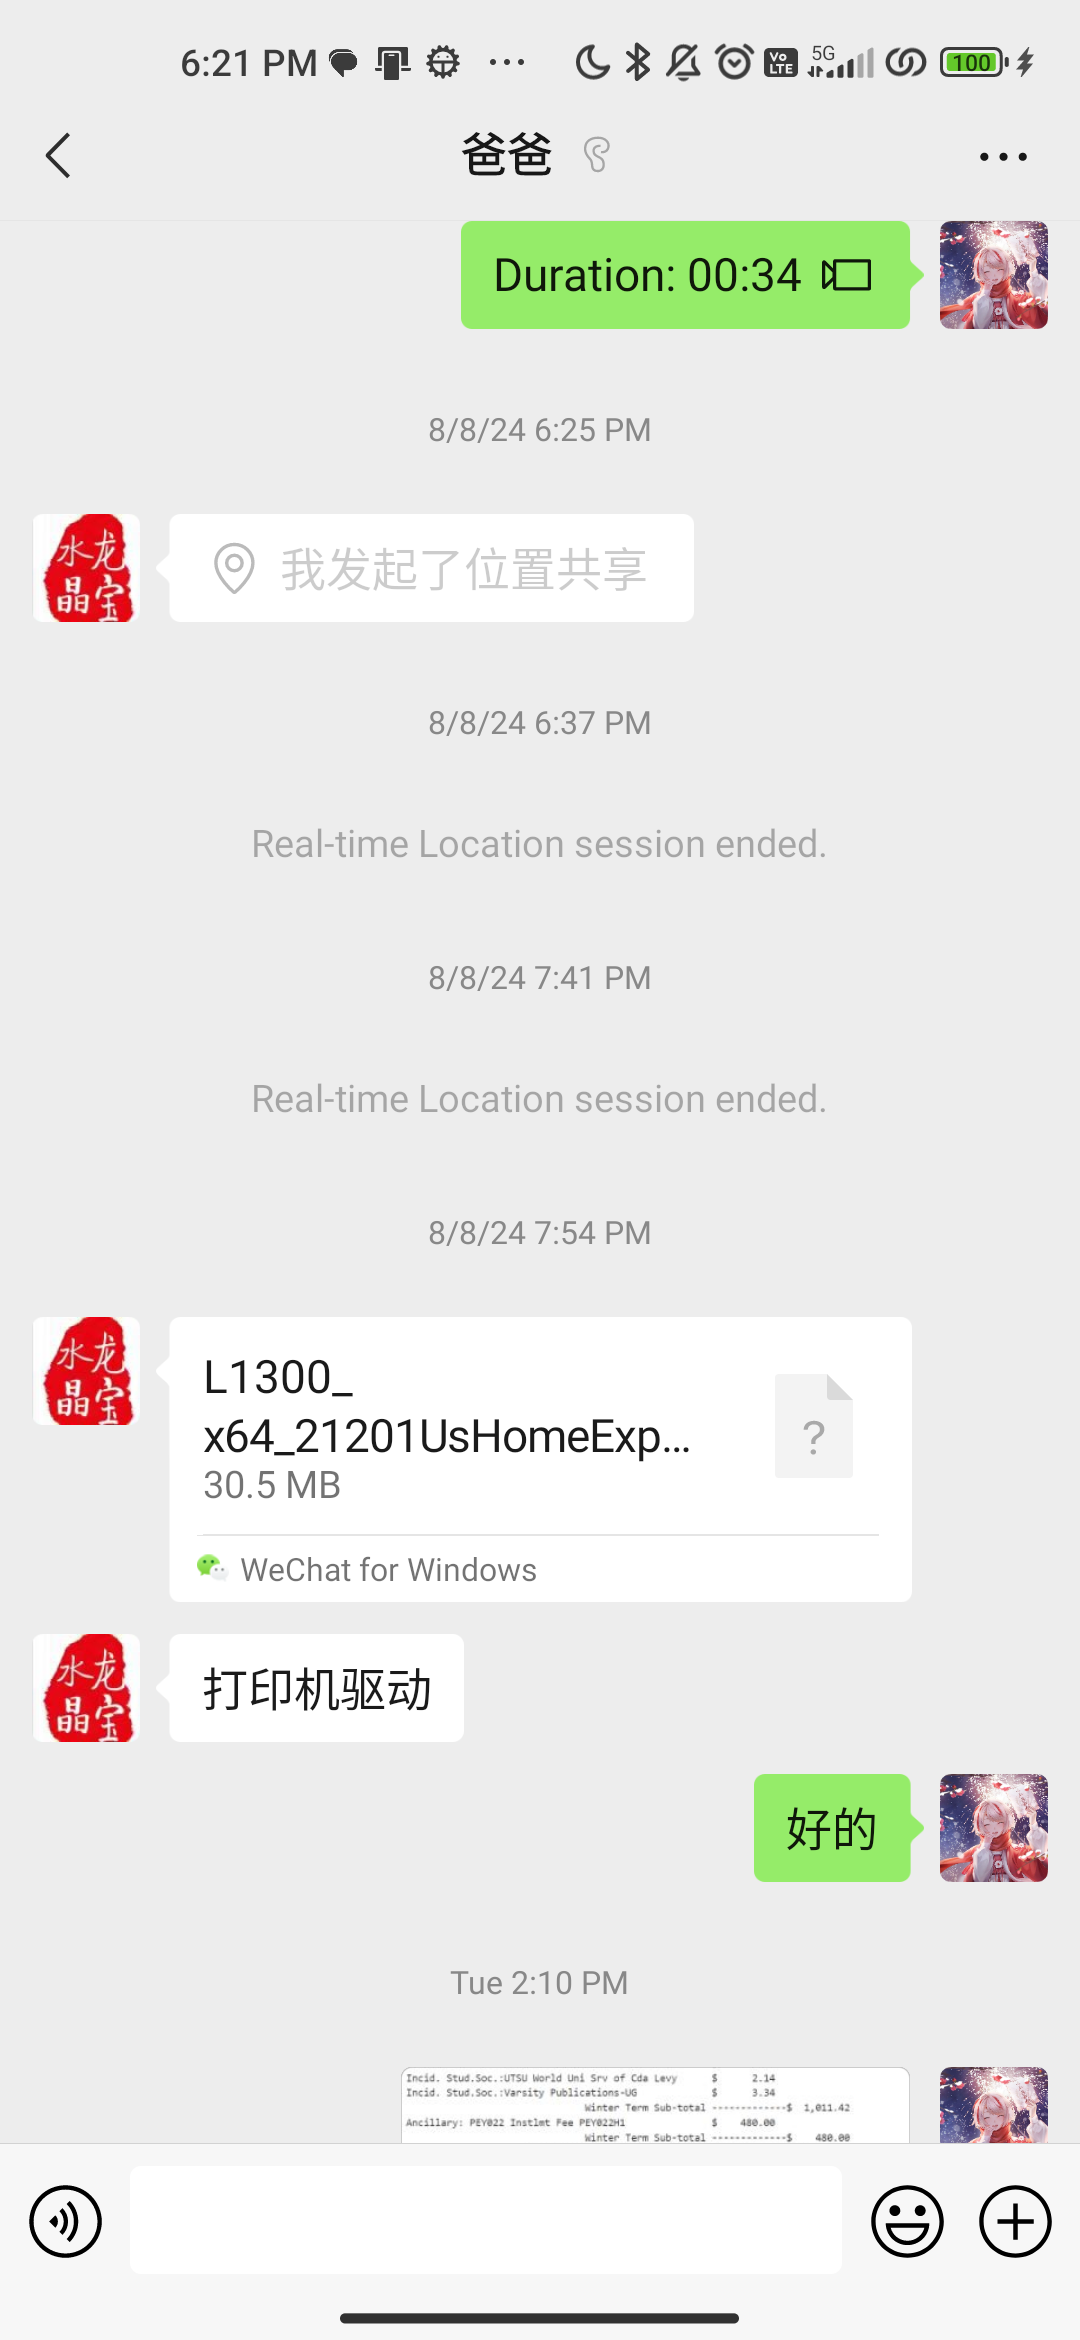 6:21 PM
Vo LTE
5G
100
爸爸
Duration: 00:34
8/8/24 6:25 PM
水龙
晶宝
我发起了位置共享
8/8/24 6:37 PM
Real-time Location session ended.
8/8/24 7:41 PM
Real-time Location session ended.
8/8/24 7:54 PM
水龙
晶宝
L1300_
x64_21201UsHomeExp...
30.5 MB
?
WeChat for Windows
水龙
晶宝
打印机驱动
好的
Tue 2:10 PM
Incid. Stud.Soc.:UTSU World Uni Srv of Cda Levy $ 2.14
Incid. Stud.Soc.:Varsity Publications-UG $ 3.34
Winter Term Sub-total -------------$ 1,011.42
Ancillary: PEY022 Instlmt Fee PEY022H1 $ 480.00
Winter Term Sub-total -------------$ 480.00